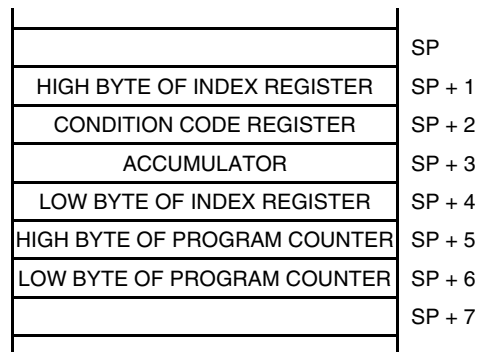 SP
HIGH BYTE OF INDEX REGISTER SP + 1
CONDITION CODE REGISTER SP + 2
ACCUMULATOR SP + 3
LOW BYTE OF INDEX REGISTER SP + 4
HIGH BYTE OF PROGRAM COUNTER SP + 5
LOW BYTE OF PROGRAM COUNTER SP + 6
SP + 7